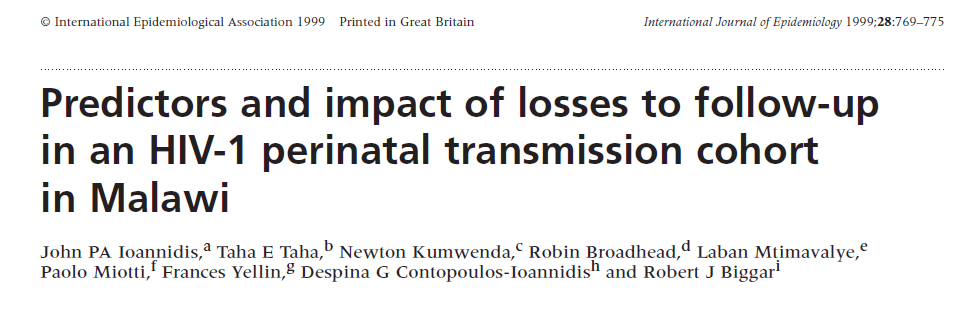 © International Epidemiological Association 1999 Printed in Great Britain
International Journal of Epidemiology 1999;28:769–775
Predictors and impact of losses to follow-up
in an HIV-1 perinatal transmission cohort
in Malawi
John PA Ioannidis,a Taha E Taha,b Newton Kumwenda,c Robin Broadhead,d Laban Mtimavalye,e
Paolo Miotti,f Frances Yellin,g Despina G Contopoulos-Ioannidish and Robert J Biggari